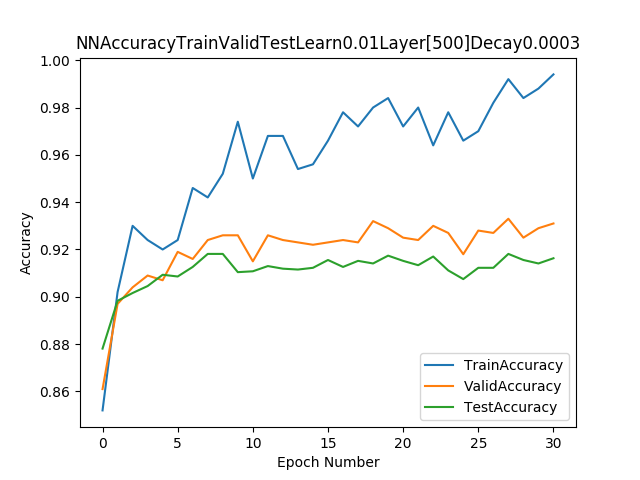 NNAccuracyTrainValidTestLearn0.01Layer[500]Decay0.0003
1.00
0.98
0.96
0.94
0.92
0.90
0.88
0.86
Accuracy
TrainAccuracy
ValidAccuracy
TestAccuracy
0 5 10 15 20 25 30
Epoch Number